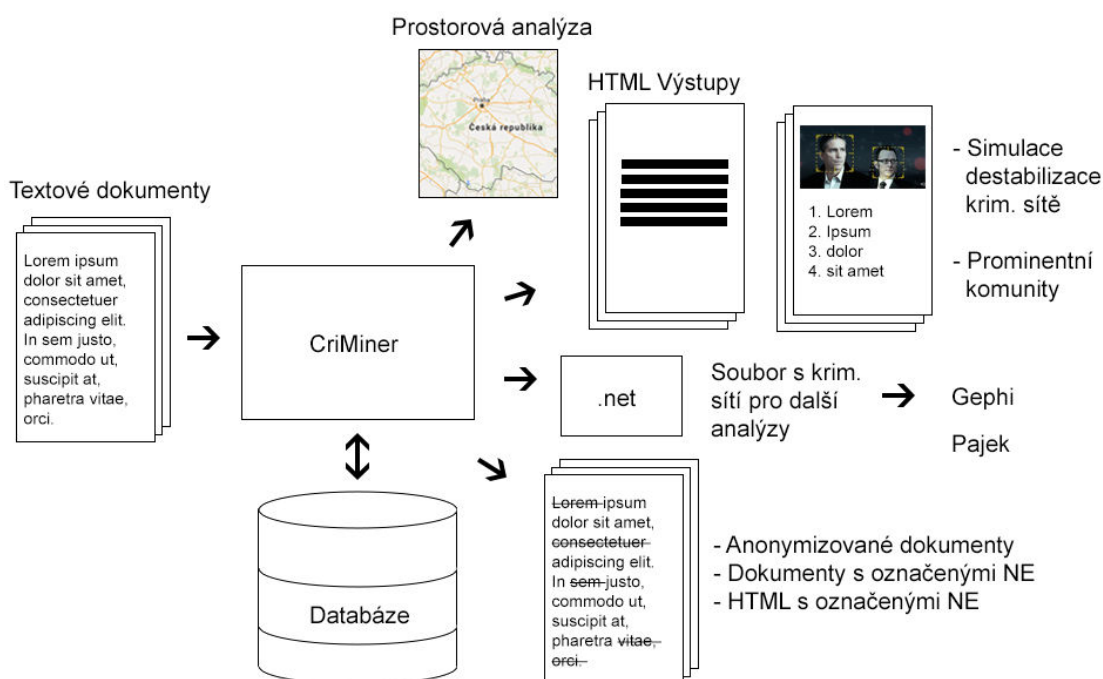 Prostorová analýza
Praha
Česká republika
HTML Výstupy
1. Lorem
2. Ipsum
3. dolor
4. sit amet
- Simulace
destabilizace
krim. sítě
- Prominentní
komunity
Textové dokumenty
Lorem ipsum
dolor sit amet,
consectetuer
adipiscing elit.
In sem justo,
commodo ut,
suscipit at,
pharetra vitae,
orci.
CriMiner
.net
Soubor s krim.
sítí pro další
analýzy
Gephi
Pajek
Databáze
Lorem ipsum
dolor sit amet,
consectetuer
adipiscing elit.
In sem justo,
commodo ut,
suscipit at,
pharetra vitae,
orci.
- Anonymizované dokumenty
- Dokumenty s označenými NE
- HTML s označenými NE